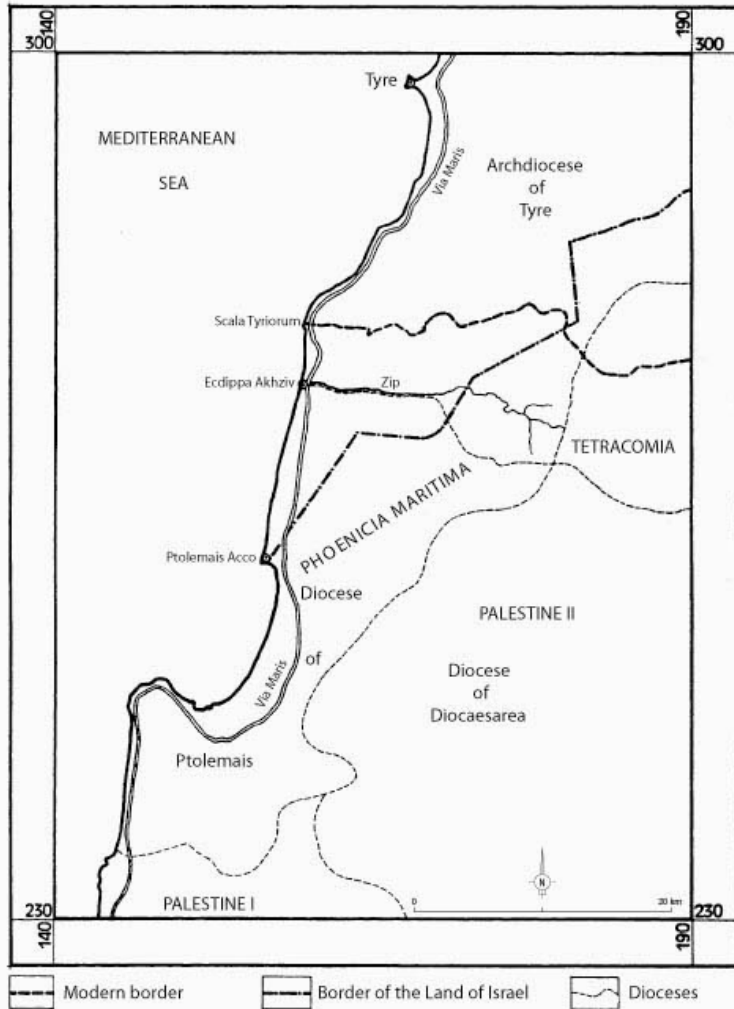 140
190
300
300
Tyre
MEDITERRANEAN
SEA
Via Maris
Archdiocese
of
Tyre
Scala Tyriorum
Ecdippa Akhziv
Zip
TETRACOMIA
PHOENICIA MARITIMA
Ptolemais Acco
Diocese
of
Ptolemais
PALESTINE II
Via Maris
Diocese
of
Diocaesarea
PALESTINE I
N
0
20 km
230
230
140
190
Modern border
Border of the Land of Israel
Dioceses